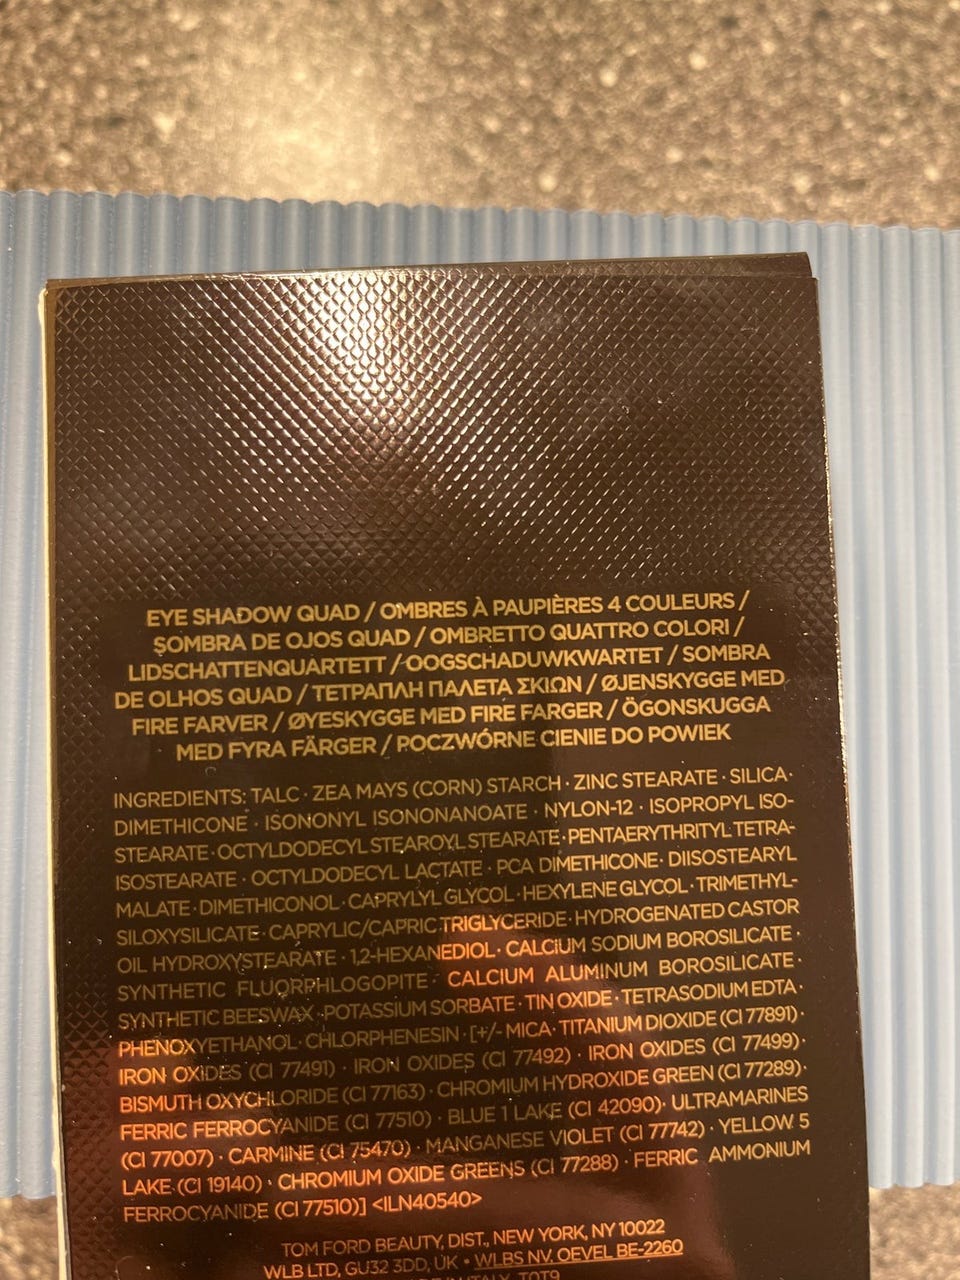 EYE SHADOW QUAD / OMBRES À PAUPIÈRES 4 COULEURS /
SOMBRA DE OJOS QUAD / OMBRETTO QUATTRO COLORI /
LIDSCHATTENQUARTETT / OOGSCHADUWKWARTET / SOMBRA
DE OLHOS QUAD / ΤΕΤΡΑΠΛΗ ΠΑΛΕΤΑ ΣΚΙΩΝ / ØJENSKYGGE MED
FIRE FARVER / ØYESKYGGE MED FIRE FARGER / ÖGONSKUGGA
MED FYRA FÄRGER / POCZWÓRNE CIENIE DO POWIEK
INGREDIENTS: TALC · ZEA MAYS (CORN) STARCH · ZINC STEARATE · SILICA ·
DIMETHICONE · ISONONYL ISONONANOATE · NYLON-12 · ISOPROPYL ISO-
STEARATE · OCTYLDODECYL STEAROYL STEARATE · PENTAERYTHRITYL TETRA-
ISOSTEARATE · OCTYLDODECYL LACTATE · PCA DIMETHICONE · DIISOSTEARYL
MALATE · DIMETHICONOL · CAPRYLYL GLYCOL · HEXYLENE GLYCOL · TRIMETHYL-
SILOXYSILICATE · CAPRYLIC/CAPRIC TRIGLYCERIDE · HYDROGENATED CASTOR
OIL HYDROXYSTEARATE · 1,2-HEXANEDIOL · CALCIUM SODIUM BOROSILICATE ·
SYNTHETIC FLUORPHLOGOPITE · CALCIUM ALUMINUM BOROSILICATE ·
SYNTHETIC BEESWAX · POTASSIUM SORBATE · TIN OXIDE · TETRASODIUM EDTA ·
PHENOXYETHANOL · CHLORPHENESIN · [+/- MICA · TITANIUM DIOXIDE (CI 77891) ·
IRON OXIDES (CI 77491) · IRON OXIDES (CI 77492) · IRON OXIDES (CI 77499) ·
BISMUTH OXYCHLORIDE (CI 77163) · CHROMIUM HYDROXIDE GREEN (CI 77289) ·
FERRIC FERROCYANIDE (CI 77510) · BLUE 1 LAKE (CI 42090) · ULTRAMARINES
(CI 77007) · CARMINE (CI 75470) · MANGANESE VIOLET (CI 77742) · YELLOW 5
LAKE (CI 19140) · CHROMIUM OXIDE GREENS (CI 77288) · FERRIC AMMONIUM
FERROCYANIDE (CI 77510)] <ILN40540>
TOM FORD BEAUTY, DIST., NEW YORK, NY 10022
WLB LTD, GU32 3DD, UK • WLBS NV, OEVEL BE-2260